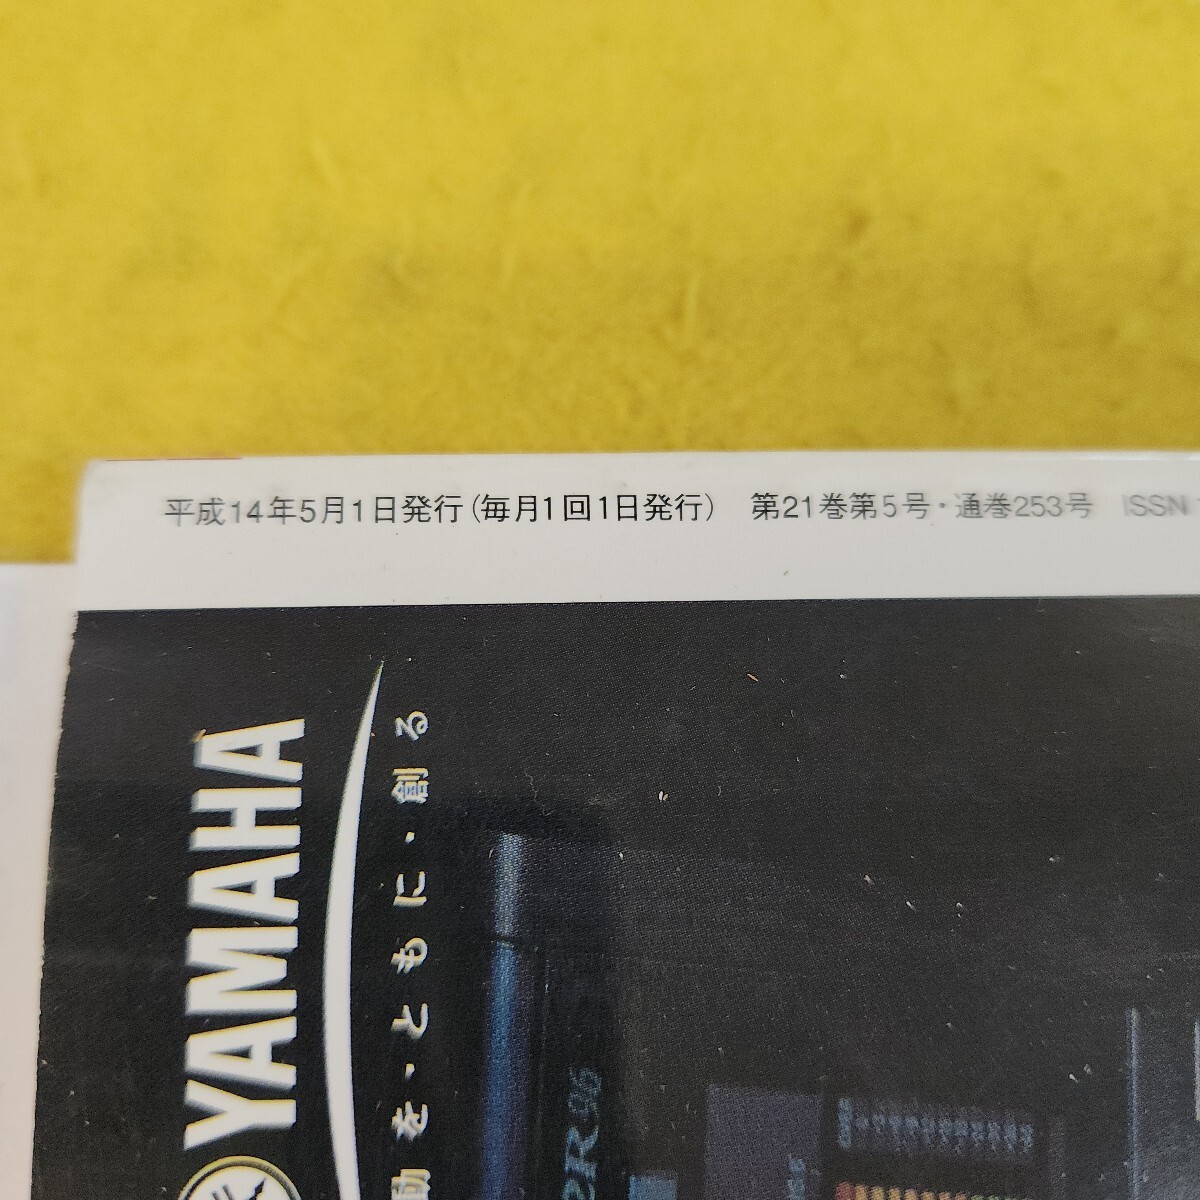 平成14年5月1日発行(毎月1回1日発行) 第21巻第5号・通巻253号 ISSN
YAMAHA
動を・ともに・創る